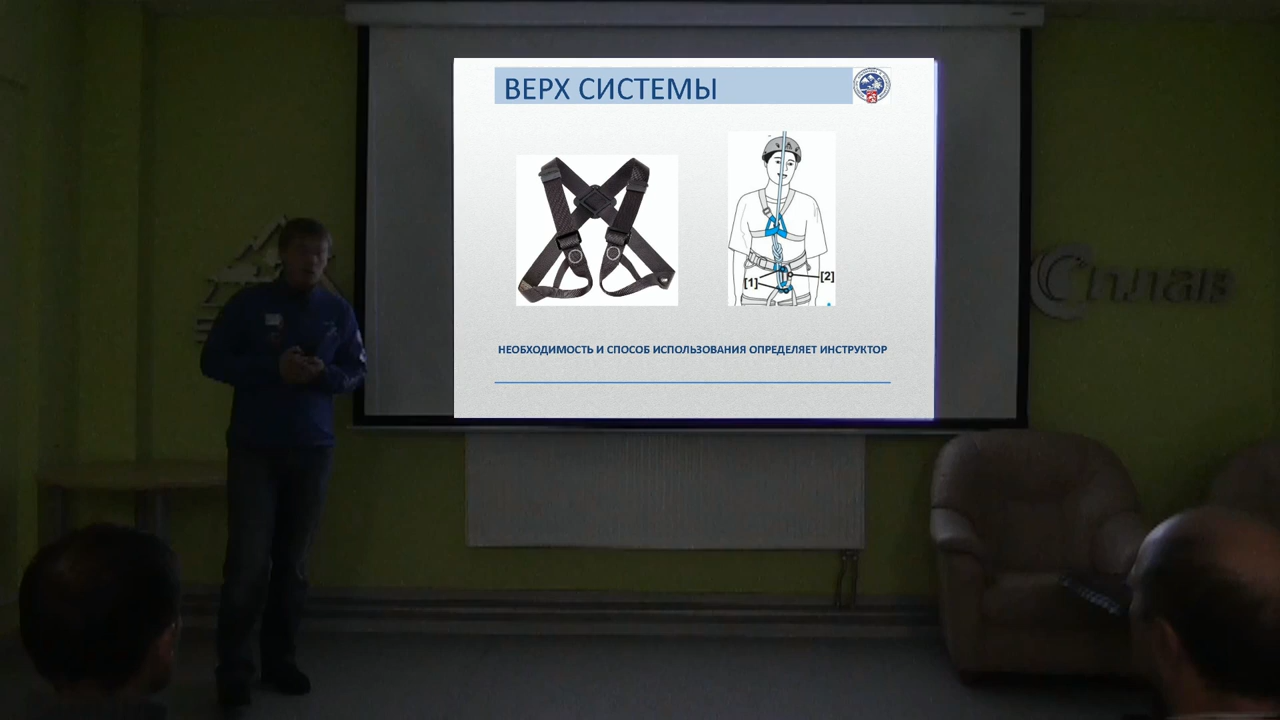 ВЕРХ СИСТЕМЫ
[1]
[2]
НЕОБХОДИМОСТЬ И СПОСОБ ИСПОЛЬЗОВАНИЯ ОПРЕДЕЛЯЕТ ИНСТРУКТОР
Сплав